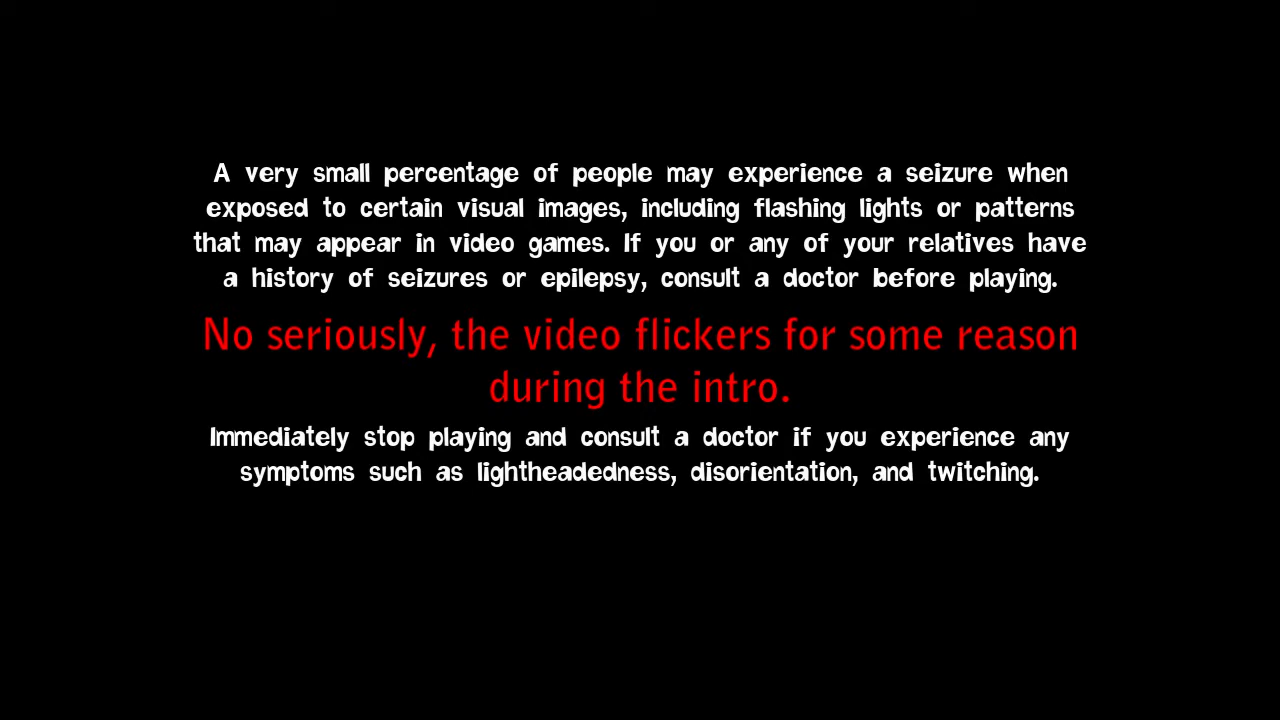 A very small percentage of people may experience a seizure when
exposed to certain visual images, including flashing lights or patterns
that may appear in video games. If you or any of your relatives have
a history of seizures or epilepsy, consult a doctor before playing.
No seriously, the video flickers for some reason
during the intro.
Immediately stop playing and consult a doctor if you experience any
symptoms such as lightheadedness, disorientation, and twitching.